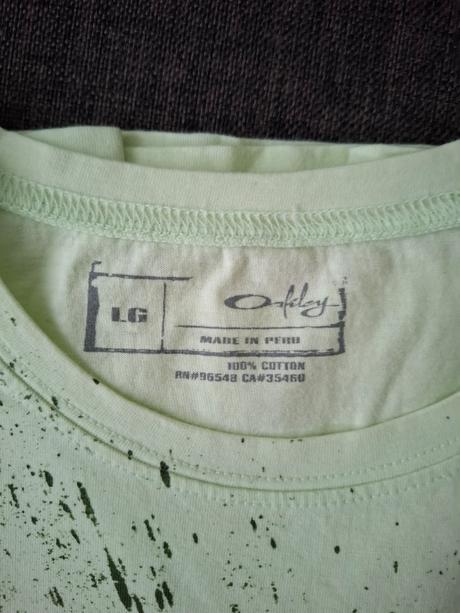 LG
Oakley
MADE IN PERU
100% COTTON
RN#96548 CA#35460